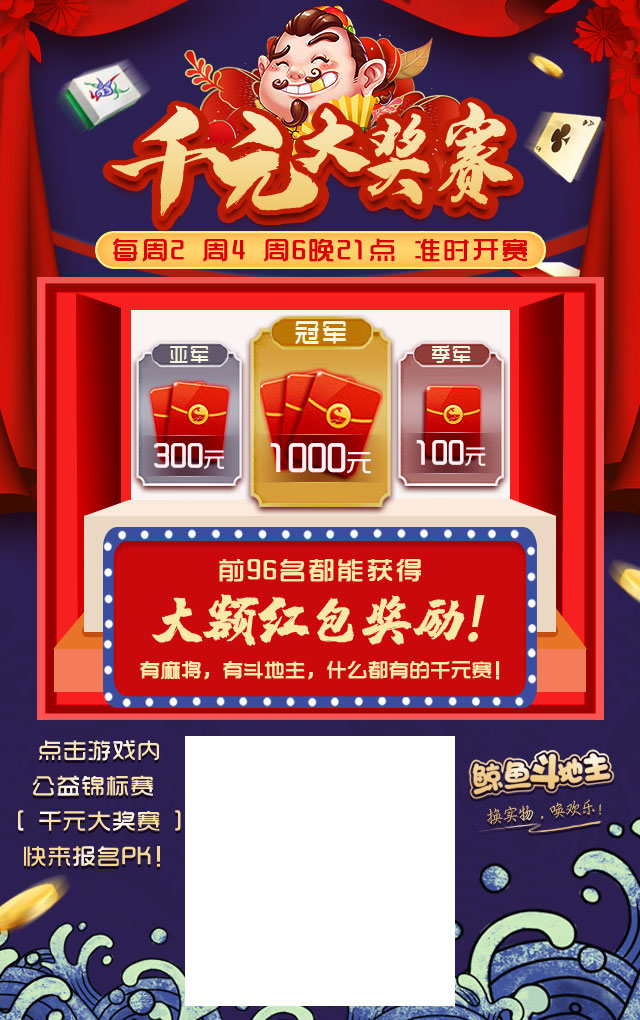 千元大奖赛
每周2 周4 周6晚21点 准时开赛
冠军
亚军
季军
300元
1000元
100元
前96名都能获得
大额红包奖励!
有麻将，有斗地主，什么都有的千元赛!
点击游戏内
公益锦标赛
[ 千元大奖赛 ]
快来报名PK!
鲸鱼斗地主
换实物，唤欢乐!